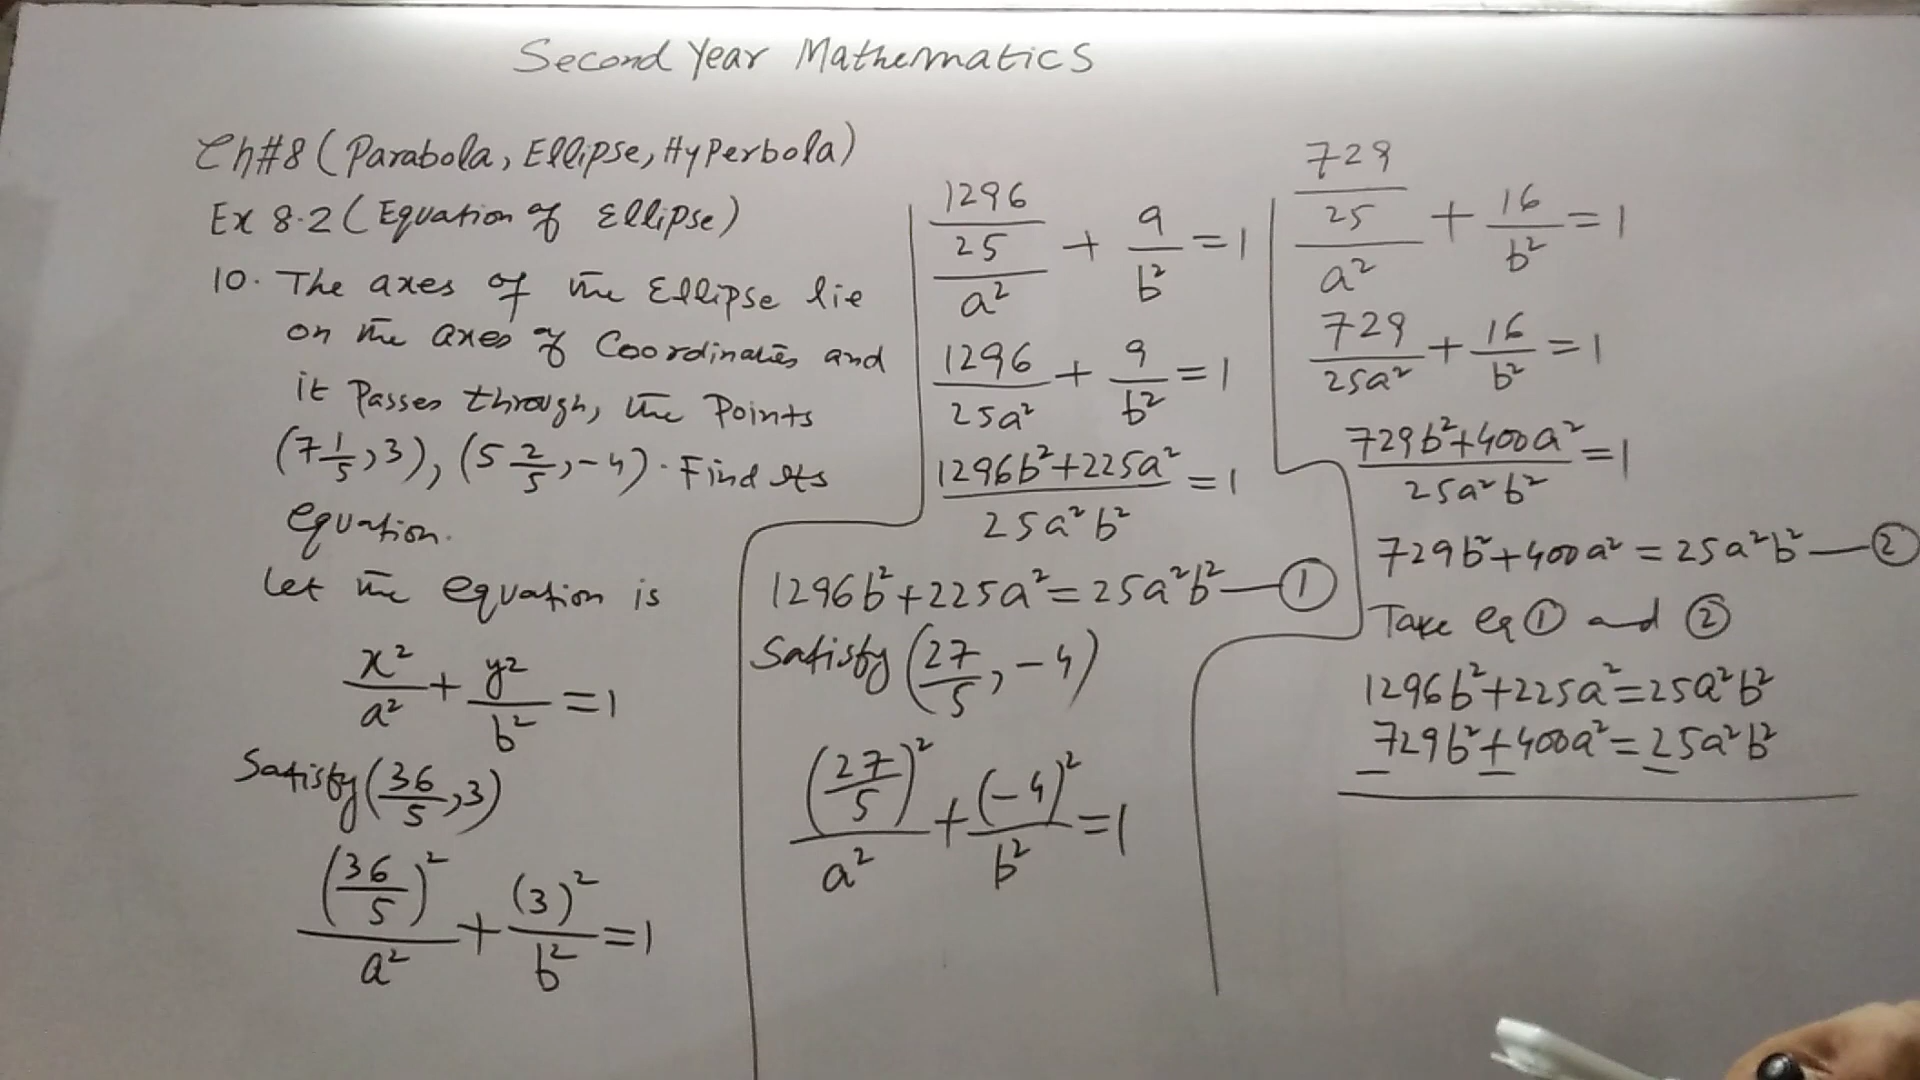 Second Year Mathematics
Ch#8 (Parabola, Ellipse, Hyperbola)
Ex 8.2 (Equation of Ellipse)
10. The axes of the Ellipse lie
on the axes of Coordinates and
it Passes through, the Points
(7 1/5, 3), (5 2/5, -4). Find its
equation.
Let the equation is
x²/a² + y²/b² = 1
Satisfy (36/5, 3)
(36/5)²/a² + (3)²/b² = 1
1296/25/a² + 9/b² = 1
1296/25a² + 9/b² = 1
1296b²+225a²/25a²b² = 1
1296b²+225a²=25a²b² — ①
Satisfy (27/5, -4)
(27/5)²/a² + (-4)²/b² = 1
729/25/a² + 16/b² = 1
729/25a² + 16/b² = 1
729b²+400a²/25a²b² = 1
729b²+400a² = 25a²b² — ②
Take eq ① and ②
1296b²+225a²=25a²b²
729b²+400a²=25a²b²
— — —